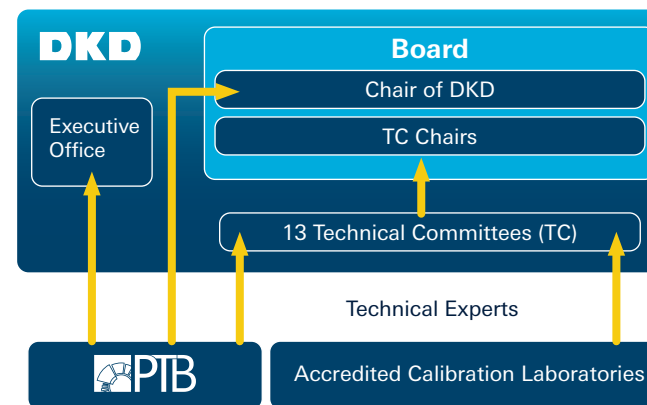 DKD
Board
Chair of DKD
Executive
Office
TC Chairs
13 Technical Committees (TC)
Technical Experts
PTB
Accredited Calibration Laboratories